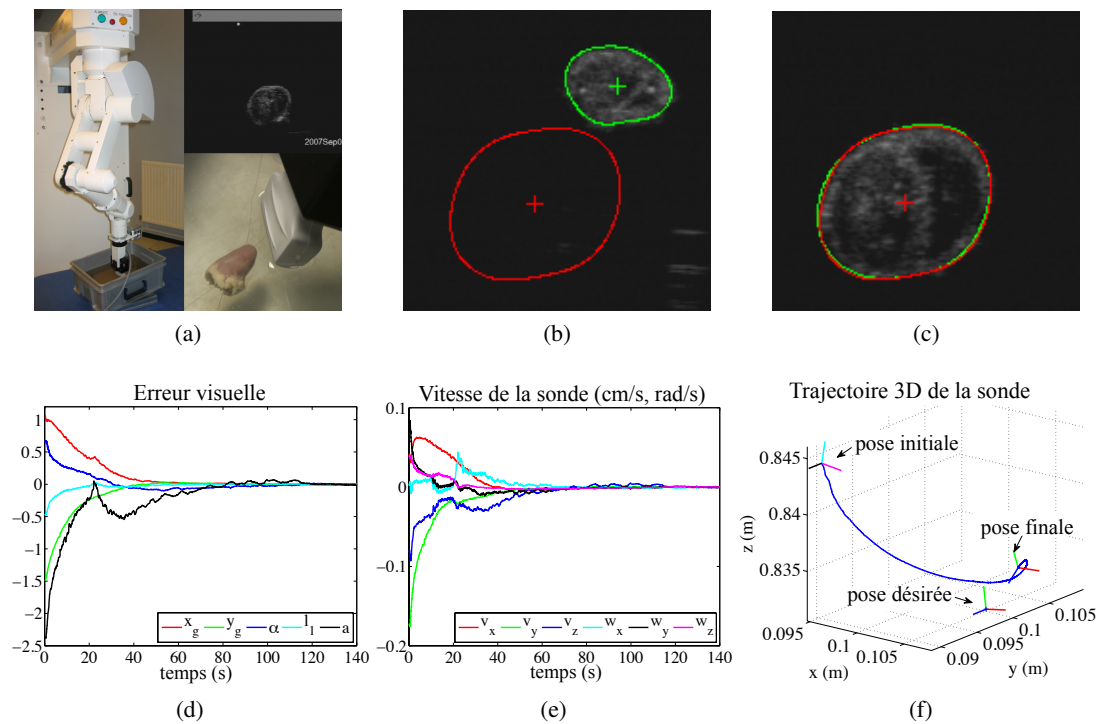 2007Sep0
(a)
(b)
(c)
Erreur visuelle
1
0.5
0
−0.5
−1
−1.5
−2
−2.5
0
20
40
60
80
100
120
140
x_g
y_g
α
l_l
a
temps (s)
(d)
Vitesse de la sonde (cm/s, rad/s)
0.1
0
−0.1
−0.2
0
20
40
60
80
100
120
140
v_x
v_y
v_z
w_x
w_y
w_z
temps (s)
(e)
Trajectoire 3D de la sonde
pose initiale
pose finale
pose désirée
0.845
0.84
0.835
z (m)
0.095
0.1
0.105
x (m)
0.09
0.095
0.1
0.105
y (m)
(f)